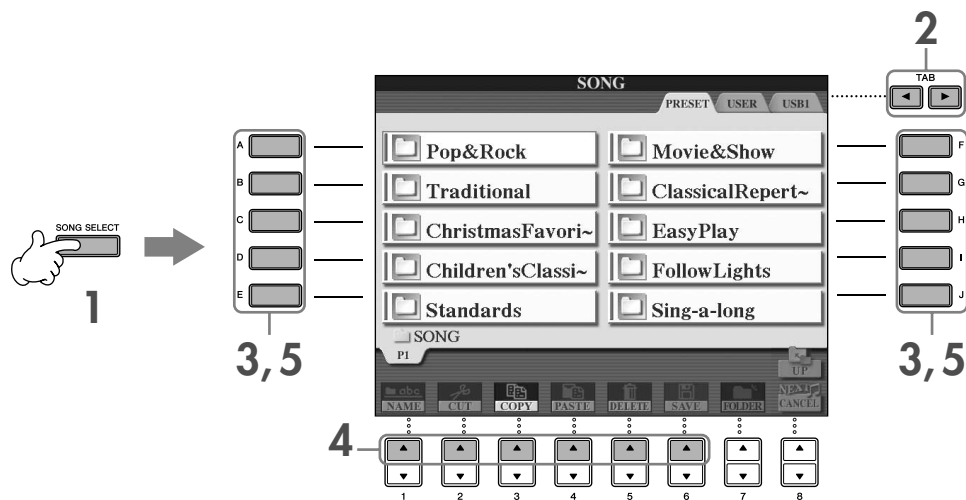 2
TAB
SONG
PRESET USER USB1
A Pop&Rock Movie&Show F
B Traditional ClassicalRepert~ G
SONG SELECT
C ChristmasFavori~ EasyPlay H
D Children'sClassi~ FollowLights I
E Standards Sing-a-long J
1
3, 5
SONG
P1
3, 5
UP
abc
NEXT
NAME CUT COPY PASTE DELETE SAVE FOLDER CANCEL
4
1 2 3 4 5 6 7 8